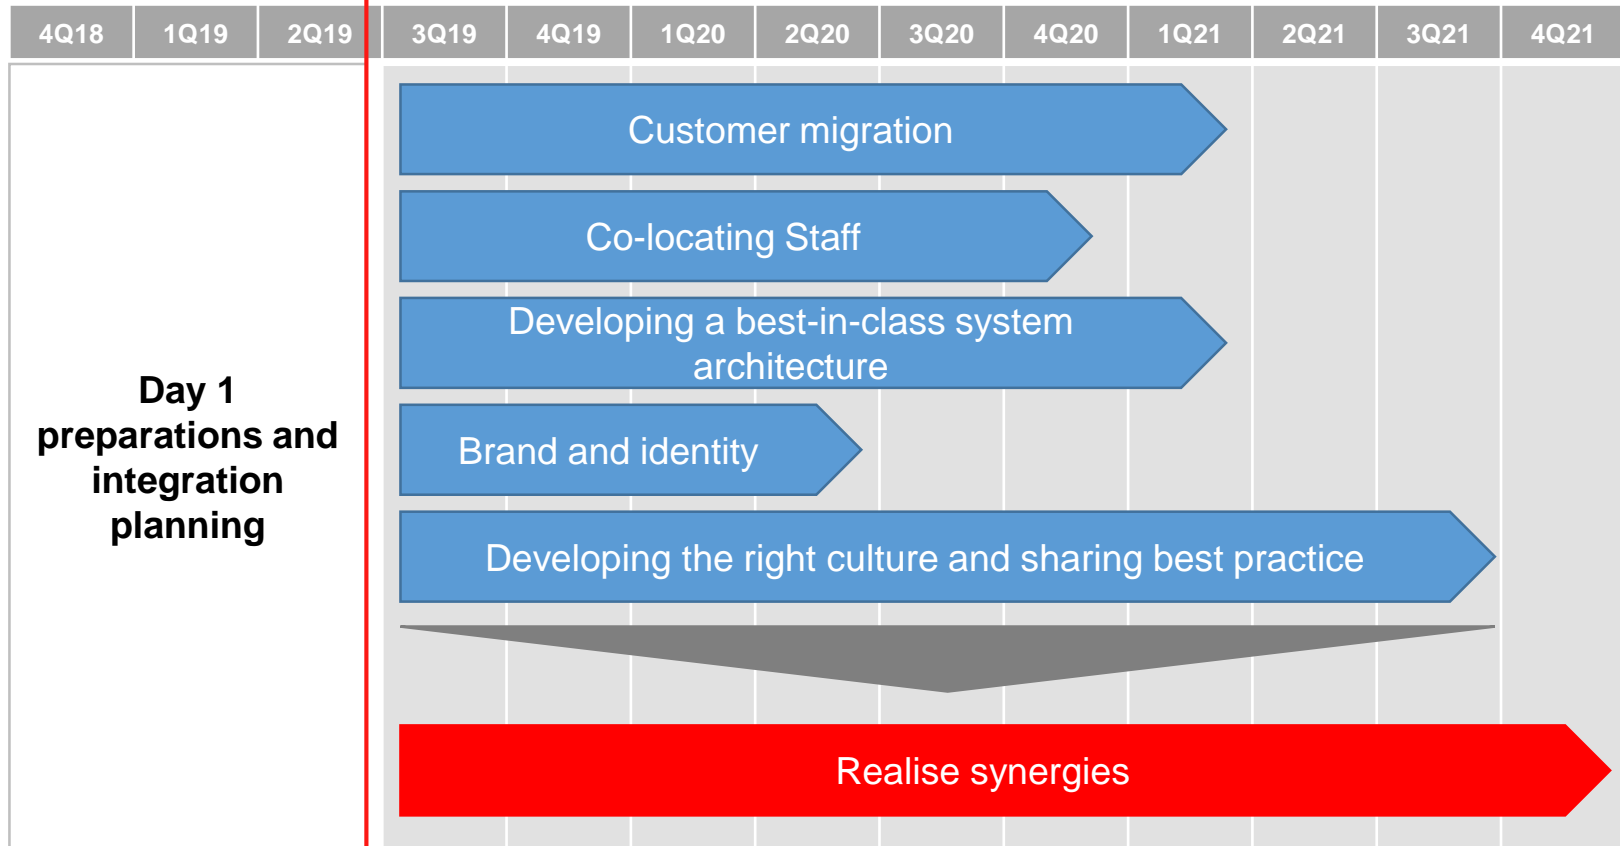 4Q18 1Q19 2Q19 3Q19 4Q19 1Q20 2Q20 3Q20 4Q20 1Q21 2Q21 3Q21 4Q21
Day 1
preparations and
integration
planning
Customer migration
Co-locating Staff
Developing a best-in-class system
architecture
Brand and identity
Developing the right culture and sharing best practice
Realise synergies